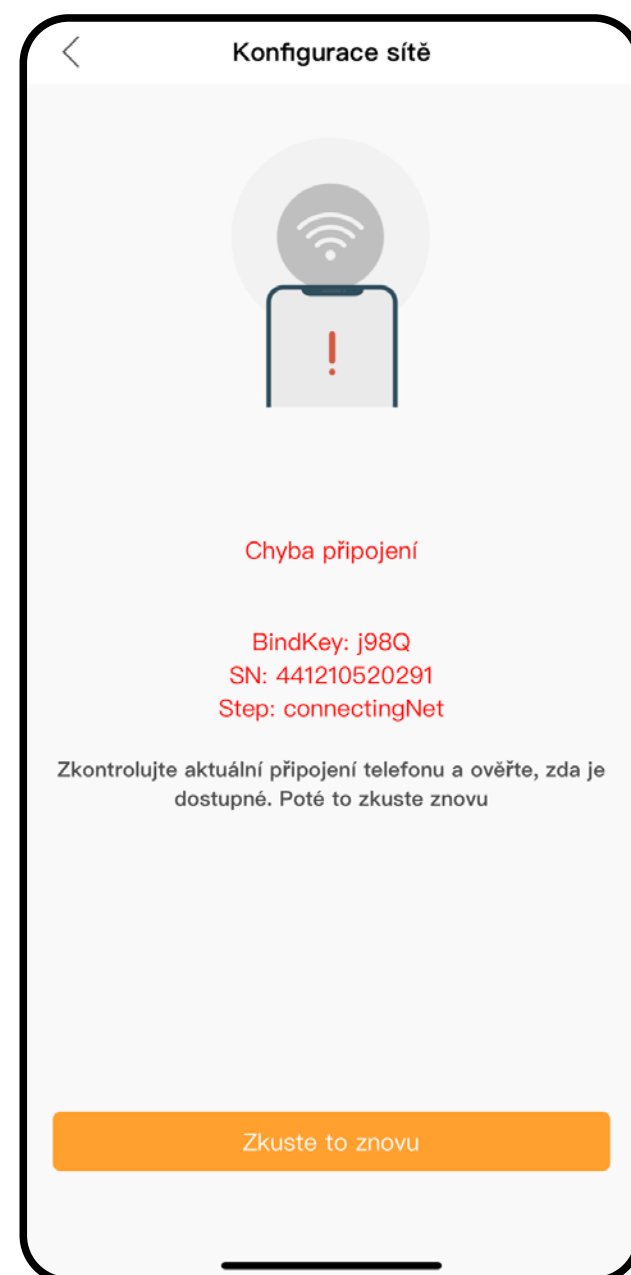 Konfigurace sítě
Chyba připojení
BindKey: j98Q
SN: 441210520291
Step: connectingNet
Zkontrolujte aktuální připojení telefonu a ověřte, zda je
dostupné. Poté to zkuste znovu
Zkuste to znovu